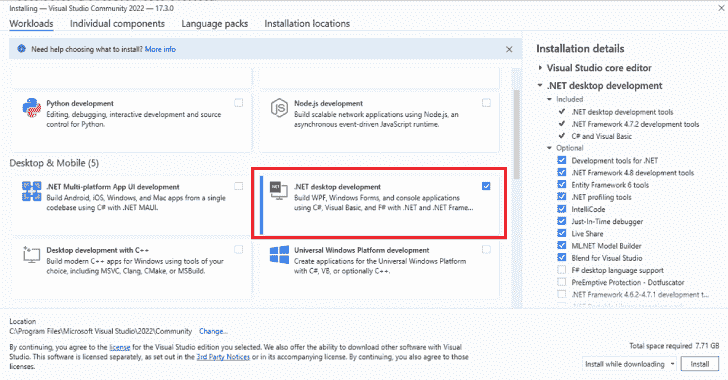 Installing — Visual Studio Community 2022 — 17.3.0
Workloads Individual components Language packs Installation locations
Need help choosing what to install? More info
Python development
Editing, debugging, interactive development and source
control for Python.
Node.js development
Build scalable network applications using Node.js, an
asynchronous event-driven JavaScript runtime.
Desktop & Mobile (5)
.NET Multi-platform App UI development
Build Android, iOS, Windows, and Mac apps from a single
codebase using C# with .NET MAUI.
.NET desktop development
Build WPF, Windows Forms, and console applications
using C#, Visual Basic, and F# with .NET and .NET Frame...
Desktop development with C++
Build modern C++ apps for Windows using tools of your
choice, including MSVC, Clang, CMake, or MSBuild.
Universal Windows Platform development
Create applications for the Universal Windows Platform
with C#, VB, or optionally C++.
Installation details
Visual Studio core editor
.NET desktop development
Included
.NET desktop development tools
.NET Framework 4.7.2 development tools
C# and Visual Basic
Optional
Development tools for .NET
.NET Framework 4.8 development tools
Entity Framework 6 tools
.NET profiling tools
IntelliCode
Just-In-Time debugger
Live Share
ML.NET Model Builder
Blend for Visual Studio
F# desktop language support
PreEmptive Protection - Dotfuscator
.NET Framework 4.6.2-4.7.1 development t...
Location
C:\Program Files\Microsoft Visual Studio\2022\Community Change...
By continuing, you agree to the license for the Visual Studio edition you selected. We also offer the ability to download other software with Visual
Studio. This software is licensed separately, as set out in the 3rd Party Notices or in its accompanying license. By continuing, you also agree to those
licenses.
Total space required 7.71 GB
Install while downloading
Install